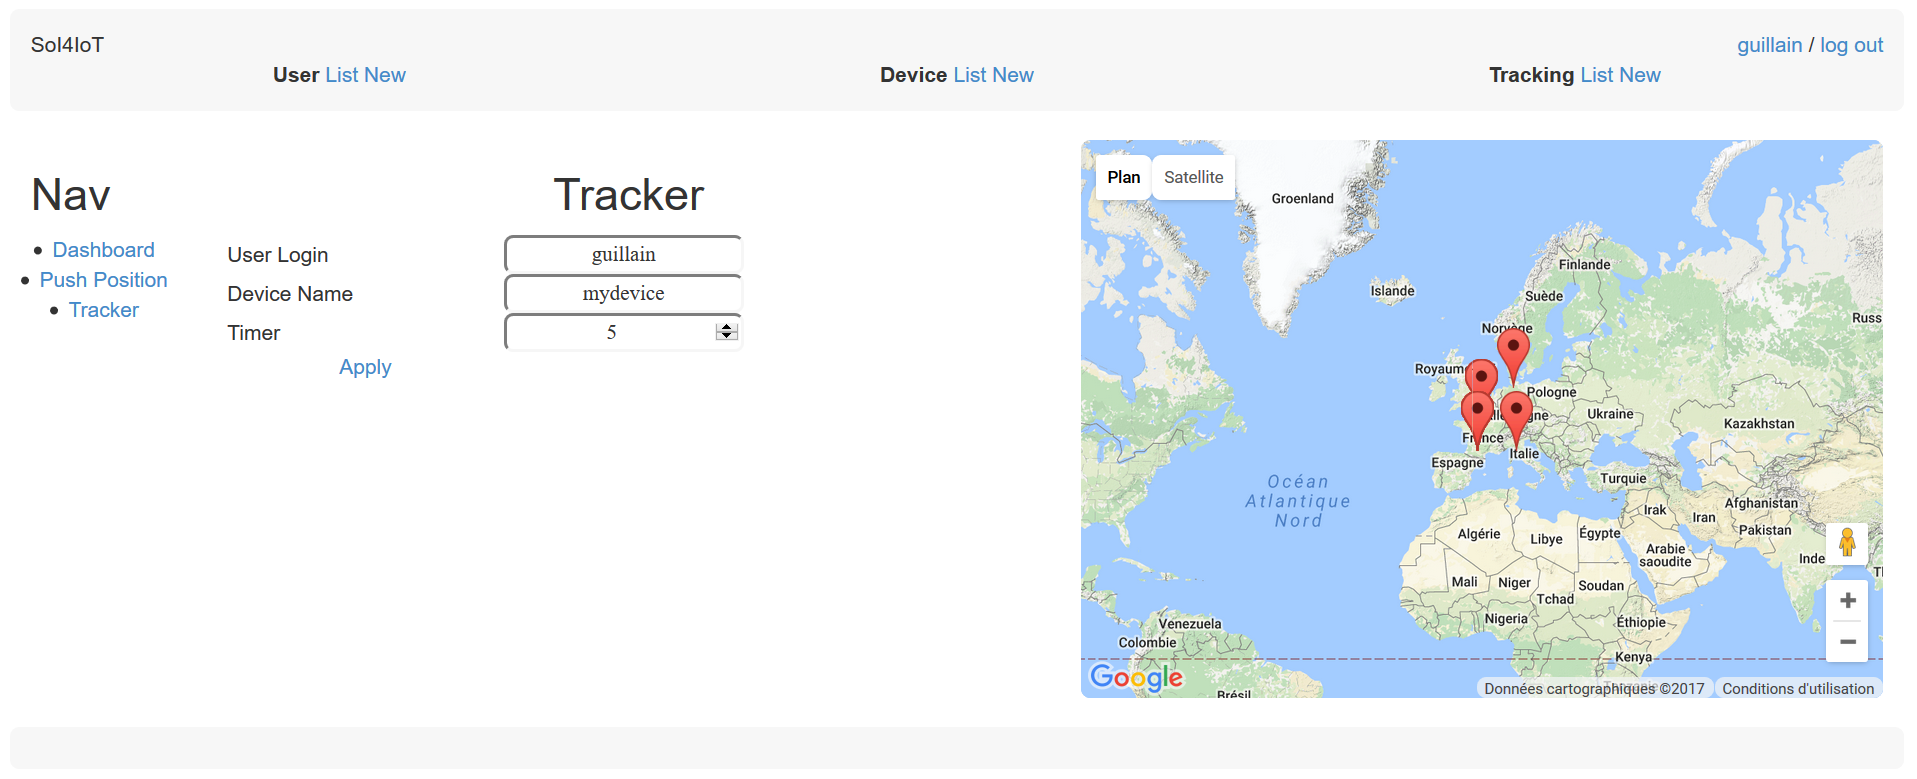 Sol4IoT
guillain / log out
User List New
Device List New
Tracking List New
Nav
Dashboard
Push Position
Tracker
Tracker
User Login
guillain
Device Name
mydevice
Timer
5
Apply
Plan
Satellite
Groenland
Finlande
Islande
Suède
Russ
Norvège
Pologne
Ukraine
Kazakhstan
France
Espagne
Italie
Turquie
Océan
Atlantique
Nord
Afghanistan
Irak
Iran
Pakistan
Algérie
Libye
Égypte
Arabie
saoudite
Inde
Mali
Niger
Soudan
Tchad
Nigeria
Éthiopie
Venezuela
Colombie
Kenya
Brésil
Google
Données cartographiques ©2017
Conditions d'utilisation